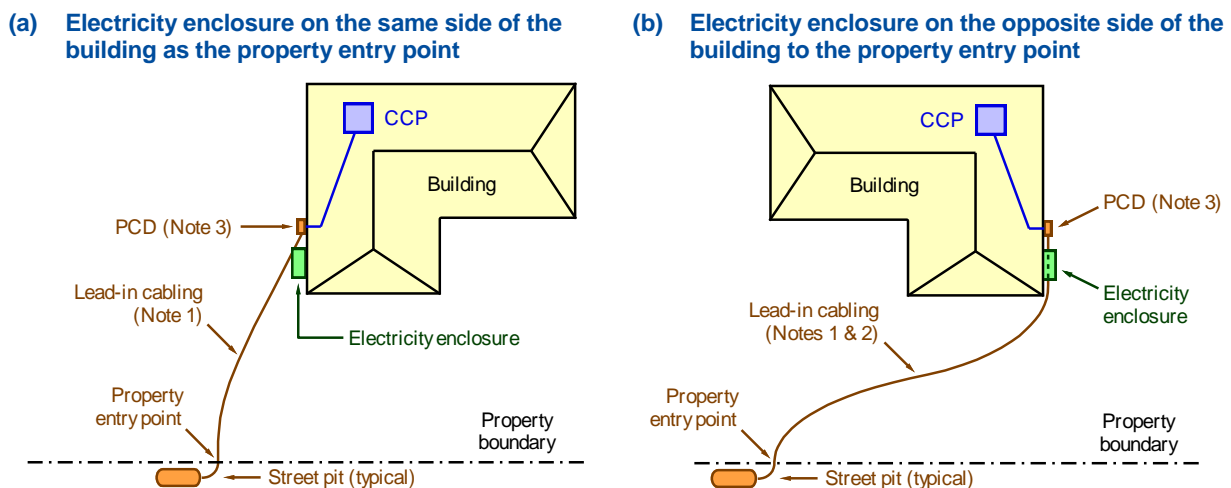 (a) Electricity enclosure on the same side of the
building as the property entry point
CCP
Building
PCD (Note 3)
Lead-in cabling
(Note 1)
Electricity enclosure
Property
entry point
Property
boundary
Street pit (typical)
(b) Electricity enclosure on the opposite side of the
building to the property entry point
CCP
Building
PCD (Note 3)
Electricity
enclosure
Lead-in cabling
(Notes 1 & 2)
Property
entry point
Property
boundary
Street pit (typical)